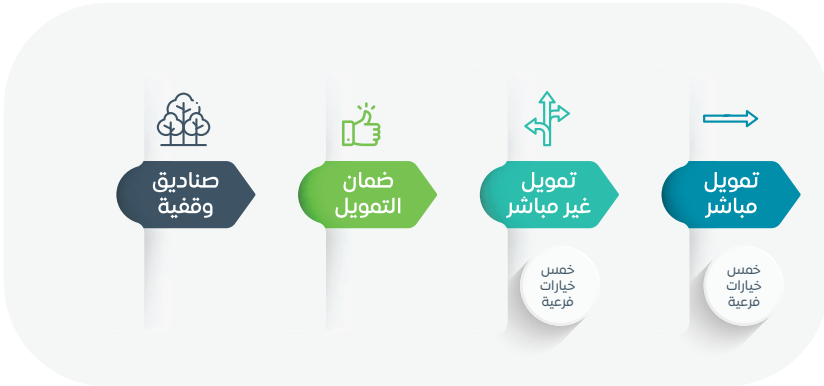 تمويل
مباشر
خمس
خيارات
فرعية
تمويل
غير مباشر
خمس
خيارات
فرعية
ضمان
التمويل
صناديق
وقفية